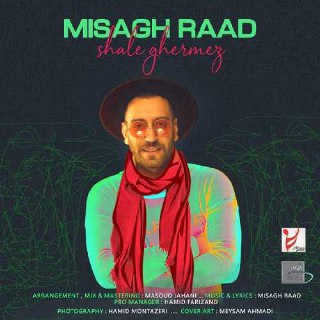 MISAGH RAAD
shale ghermez
ARRANGEMENT , MIX & MASTERING : MASOUD JAHANI .. MUSIC & LYRICS : MISAGH RAAD
PRO MANAGER : HAMID FARIZAND
PHOTOGRAPHY : HAMID MONTAZERI .... COVER ART : MEYSAM AHMADI